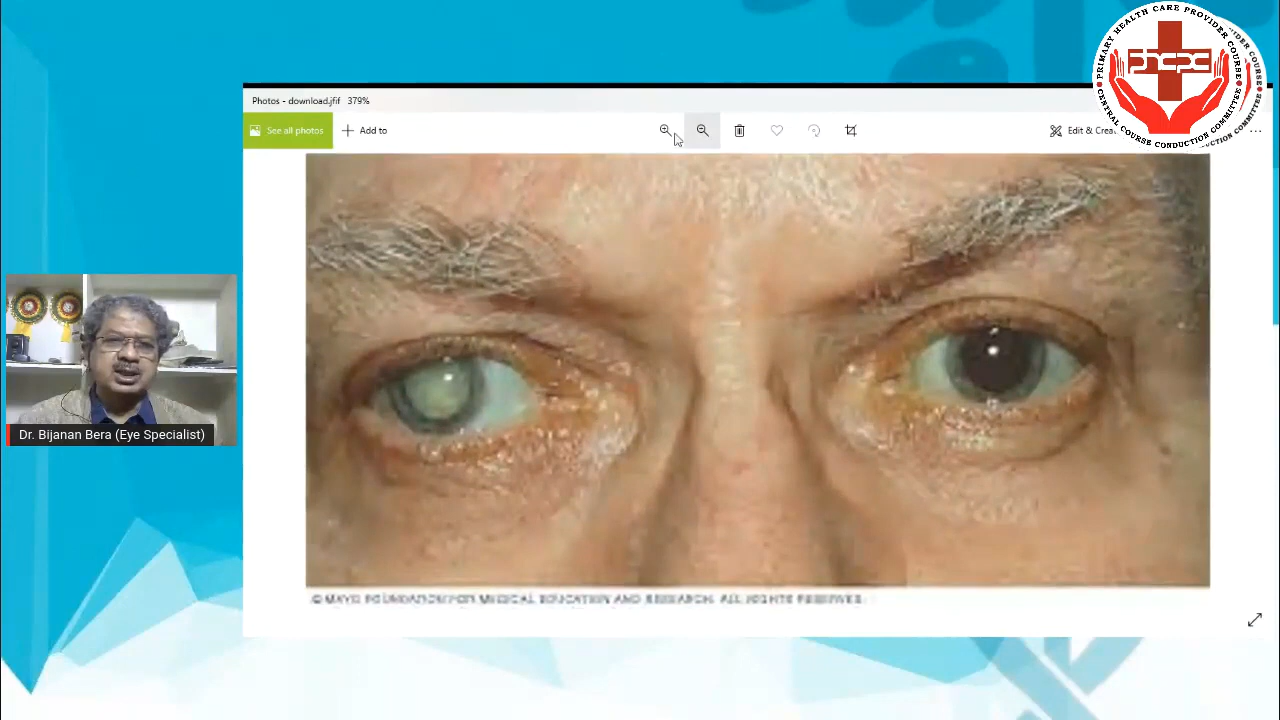 Photos - download.jfif 379%
See all photos
Add to
Edit & Crea
PRIMARY HEALTH CARE PROVIDER COURSE
PHCPC
CENTRAL COURSE CONDUCTION COMMITTEE
Dr. Bijanan Bera (Eye Specialist)
© MAYO FOUNDATION FOR MEDICAL EDUCATION AND RESEARCH. ALL RIGHTS RESERVED.